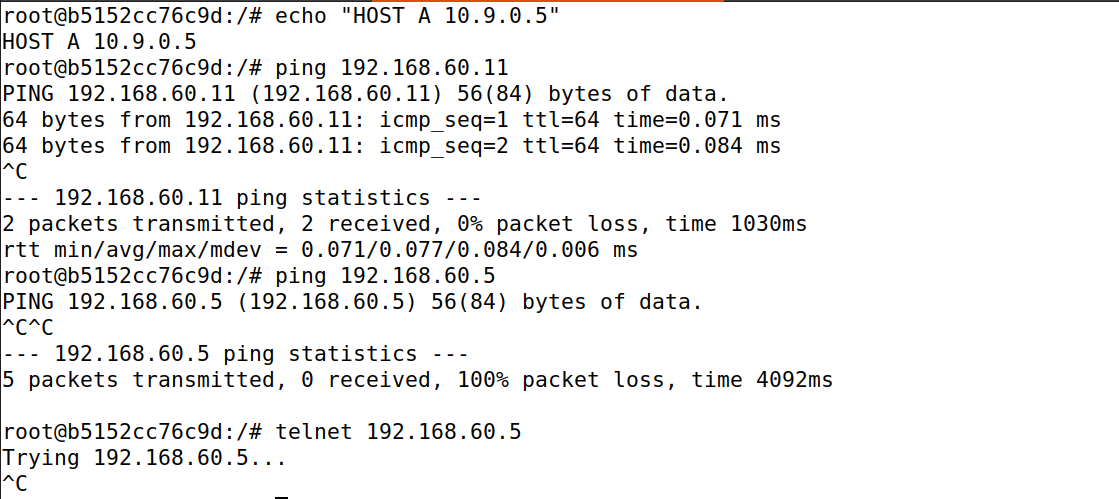 root@b5152cc76c9d:/# echo "HOST A 10.9.0.5"
HOST A 10.9.0.5
root@b5152cc76c9d:/# ping 192.168.60.11
PING 192.168.60.11 (192.168.60.11) 56(84) bytes of data.
64 bytes from 192.168.60.11: icmp_seq=1 ttl=64 time=0.071 ms
64 bytes from 192.168.60.11: icmp_seq=2 ttl=64 time=0.084 ms
^C
--- 192.168.60.11 ping statistics ---
2 packets transmitted, 2 received, 0% packet loss, time 1030ms
rtt min/avg/max/mdev = 0.071/0.077/0.084/0.006 ms
root@b5152cc76c9d:/# ping 192.168.60.5
PING 192.168.60.5 (192.168.60.5) 56(84) bytes of data.
^C^C
--- 192.168.60.5 ping statistics ---
5 packets transmitted, 0 received, 100% packet loss, time 4092ms
root@b5152cc76c9d:/# telnet 192.168.60.5
Trying 192.168.60.5...
^C